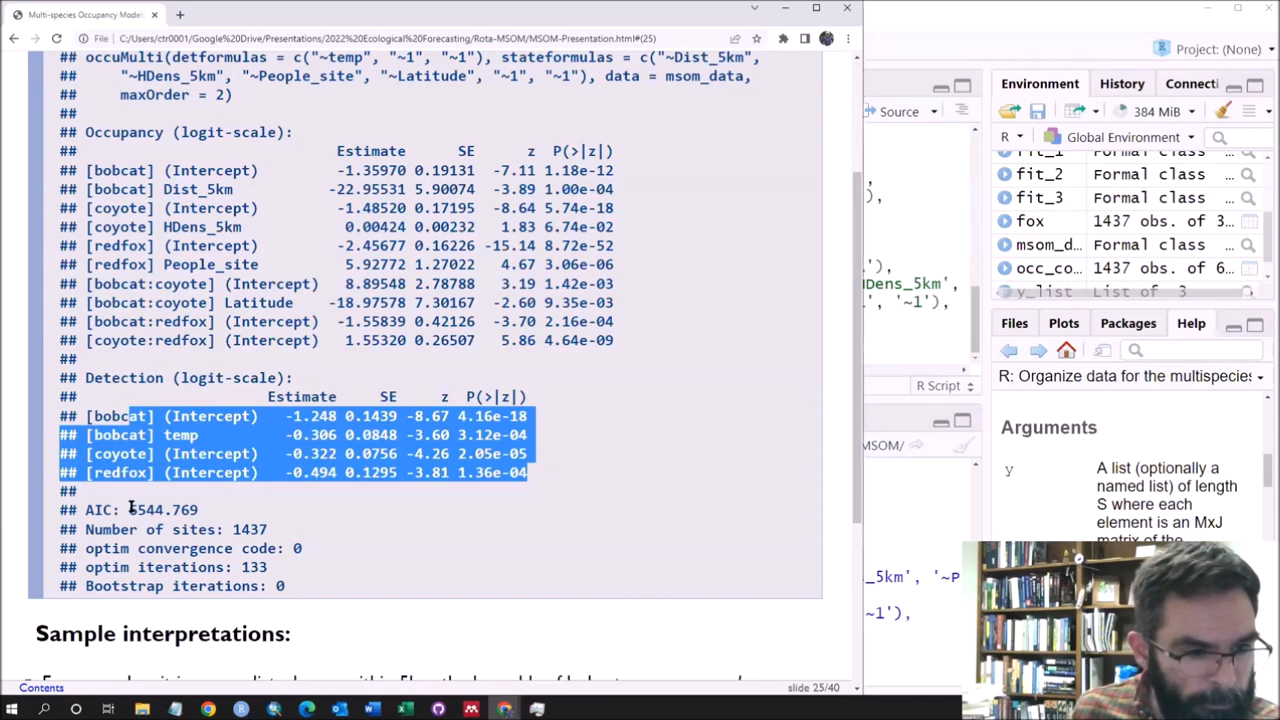 Multi-species Occupancy Model
File C:/Users/ctr0001/Google%20Drive/Presentations/2022%20Ecological%20Forecasting/Rota-MSOM/MSOM-Presentation.html#(25)
## occuMulti(detformulas = c("~temp", "~1", "~1"), stateformulas = c("~Dist_5km",
## "~HDens_5km", "~People_site", "~Latitude", "~1", "~1"), data = msom_data,
## maxOrder = 2)
##
## Occupancy (logit-scale):
## Estimate SE z P(>|z|)
## [bobcat] (Intercept) -1.35970 0.19131 -7.11 1.18e-12
## [bobcat] Dist_5km -22.95531 5.90074 -3.89 1.00e-04
## [coyote] (Intercept) -1.48520 0.17195 -8.64 5.74e-18
## [coyote] HDens_5km 0.00424 0.00232 1.83 6.74e-02
## [redfox] (Intercept) -2.45677 0.16226 -15.14 8.72e-52
## [redfox] People_site 5.92772 1.27022 4.67 3.06e-06
## [bobcat:coyote] (Intercept) 8.89548 2.78788 3.19 1.42e-03
## [bobcat:coyote] Latitude -18.97578 7.30167 -2.60 9.35e-03
## [bobcat:redfox] (Intercept) -1.55839 0.42126 -3.70 2.16e-04
## [coyote:redfox] (Intercept) 1.55320 0.26507 5.86 4.64e-09
##
## Detection (logit-scale):
## Estimate SE z P(>|z|)
## [bobcat] (Intercept) -1.248 0.1439 -8.67 4.16e-18
## [bobcat] temp -0.306 0.0848 -3.60 3.12e-04
## [coyote] (Intercept) -0.322 0.0756 -4.26 2.05e-05
## [redfox] (Intercept) -0.494 0.1295 -3.81 1.36e-04
##
## AIC: 6544.769
## Number of sites: 1437
## optim convergence code: 0
## optim iterations: 133
## Bootstrap iterations: 0
Sample interpretations:
Contents
slide 25/40
Project: (None)
Source
),
HDens_5km',
', '~1'),
R Script
MSOM/
_5km', '~P
~1'),
Environment History Connecti
384 MiB
R Global Environment
fit_1 Formal class ...
fit_2 Formal class ...
fit_3 Formal class ...
fox 1437 obs. of 3...
msom_d... Formal class ...
occ_co... 1437 obs. of 6...
y_list List of 3
Files Plots Packages Help
R: Organize data for the multispecies
Arguments
y
A list (optionally a
named list) of length
S where each
element is an MxJ
matrix of the